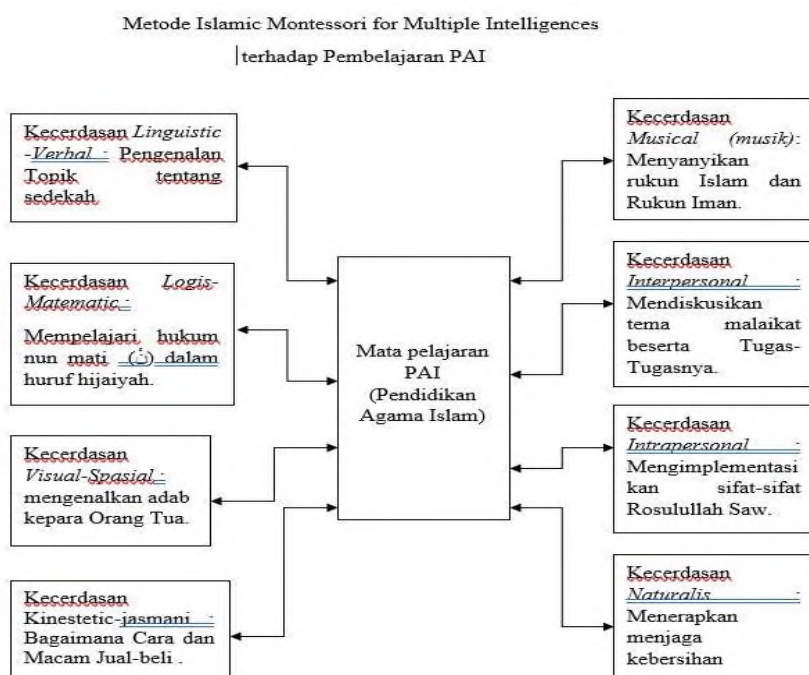 Metode Islamic Montessori for Multiple Intelligences
terhadap Pembelajaran PAI
Kecerdasan Linguistic
-Verbal : Pengenalan
Topik tentang
sedekah
Kecerdasan Logis-
Matematic :
Mempelajari hukum
nun mati (نْ) dalam
huruf hijaiyah.
Kecerdasan
Visual-Spasial :
mengenalkan adab
kepara Orang Tua.
Kecerdasan
Kinestetic-jasmani :
Bagaimana Cara dan
Macam Jual-beli .
Mata pelajaran
PAI
(Pendidikan
Agama Islam)
Kecerdasan
Musical (musik):
Menyanyikan
rukun Islam dan
Rukun Iman.
Kecerdasan
Interpersonal :
Mendiskusikan
tema malaikat
beserta Tugas-
Tugasnya.
Kecerdasan
Intrapersonal :
Mengimplementasi
kan sifat-sifat
Rosulullah Saw.
Kecerdasan
Naturalis :
Menerapkan
menjaga
kebersihan